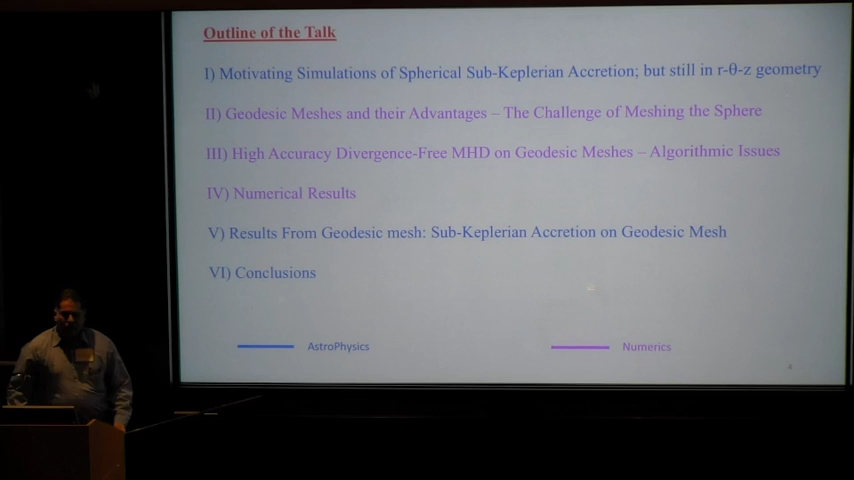 Outline of the Talk
I) Motivating Simulations of Spherical Sub-Keplerian Accretion; but still in r-θ-z geometry
II) Geodesic Meshes and their Advantages – The Challenge of Meshing the Sphere
III) High Accuracy Divergence-Free MHD on Geodesic Meshes – Algorithmic Issues
IV) Numerical Results
V) Results From Geodesic mesh: Sub-Keplerian Accretion on Geodesic Mesh
VI) Conclusions
AstroPhysics
Numerics